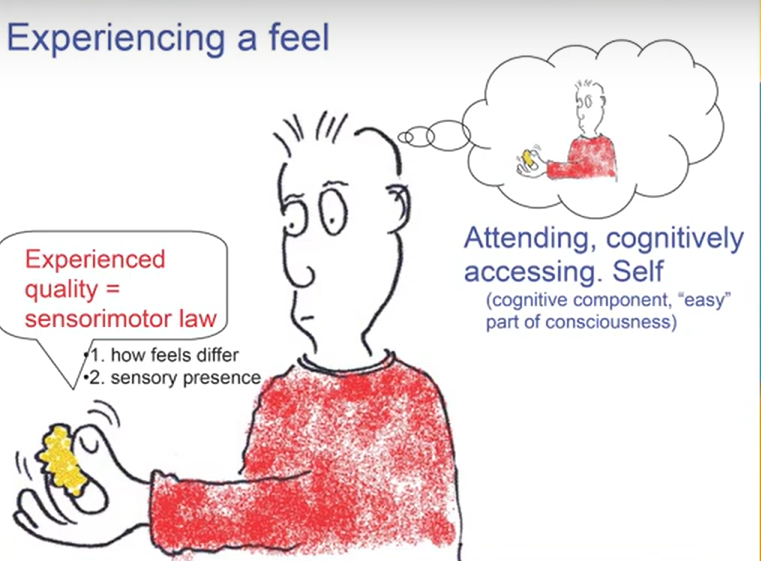 Experiencing a feel
Attending, cognitively
accessing. Self
(cognitive component, “easy”
part of consciousness)
Experienced
quality =
sensorimotor law
•1. how feels differ
•2. sensory presence